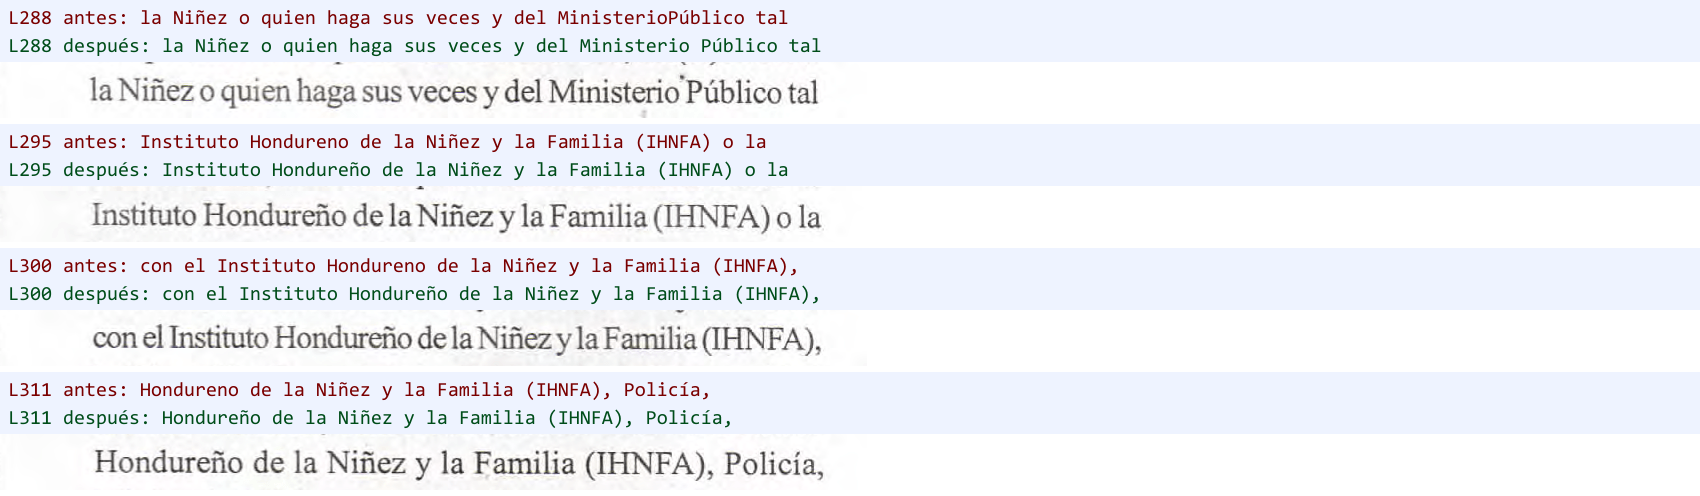 L288 antes: la Niñez o quien haga sus veces y del MinisterioPúblico tal
L288 después: la Niñez o quien haga sus veces y del Ministerio Público tal
la Niñez o quien haga sus veces y del Ministerio Público tal
L295 antes: Instituto Hondureno de la Niñez y la Familia (IHNFA) o la
L295 después: Instituto Hondureño de la Niñez y la Familia (IHNFA) o la
Instituto Hondureño de la Niñez y la Familia (IHNFA) o la
L300 antes: con el Instituto Hondureno de la Niñez y la Familia (IHNFA),
L300 después: con el Instituto Hondureño de la Niñez y la Familia (IHNFA),
con el Instituto Hondureño de la Niñez y la Familia (IHNFA),
L311 antes: Hondureno de la Niñez y la Familia (IHNFA), Policía,
L311 después: Hondureño de la Niñez y la Familia (IHNFA), Policía,
Hondureño de la Niñez y la Familia (IHNFA), Policía,